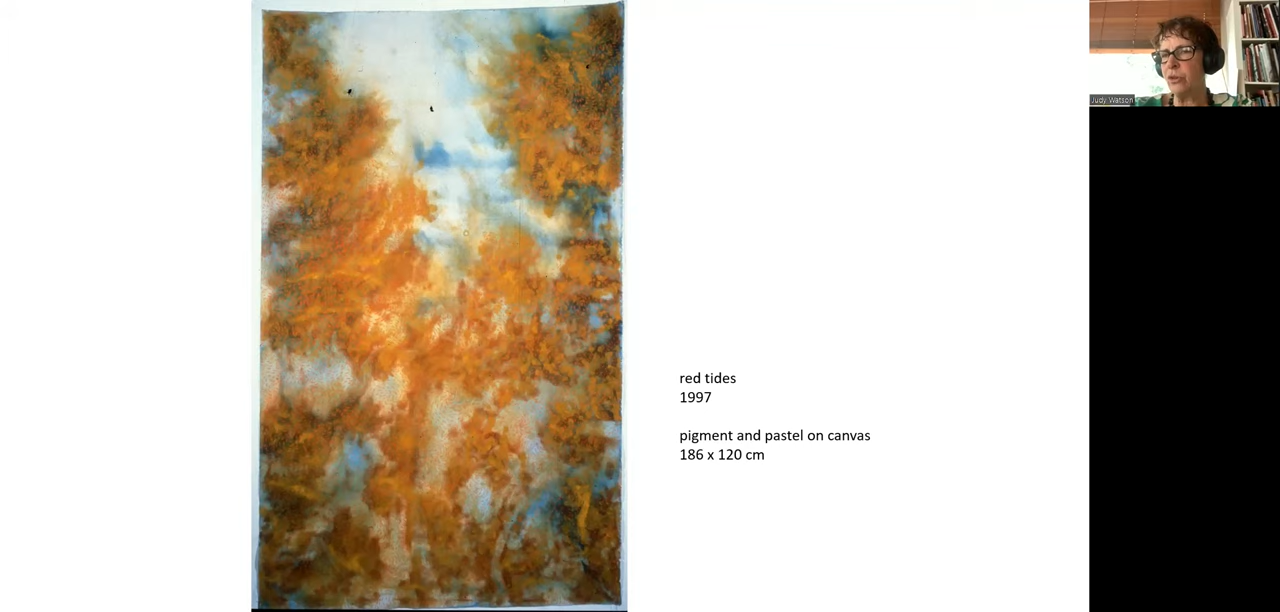 red tides
1997
pigment and pastel on canvas
186 x 120 cm
Judy Watson